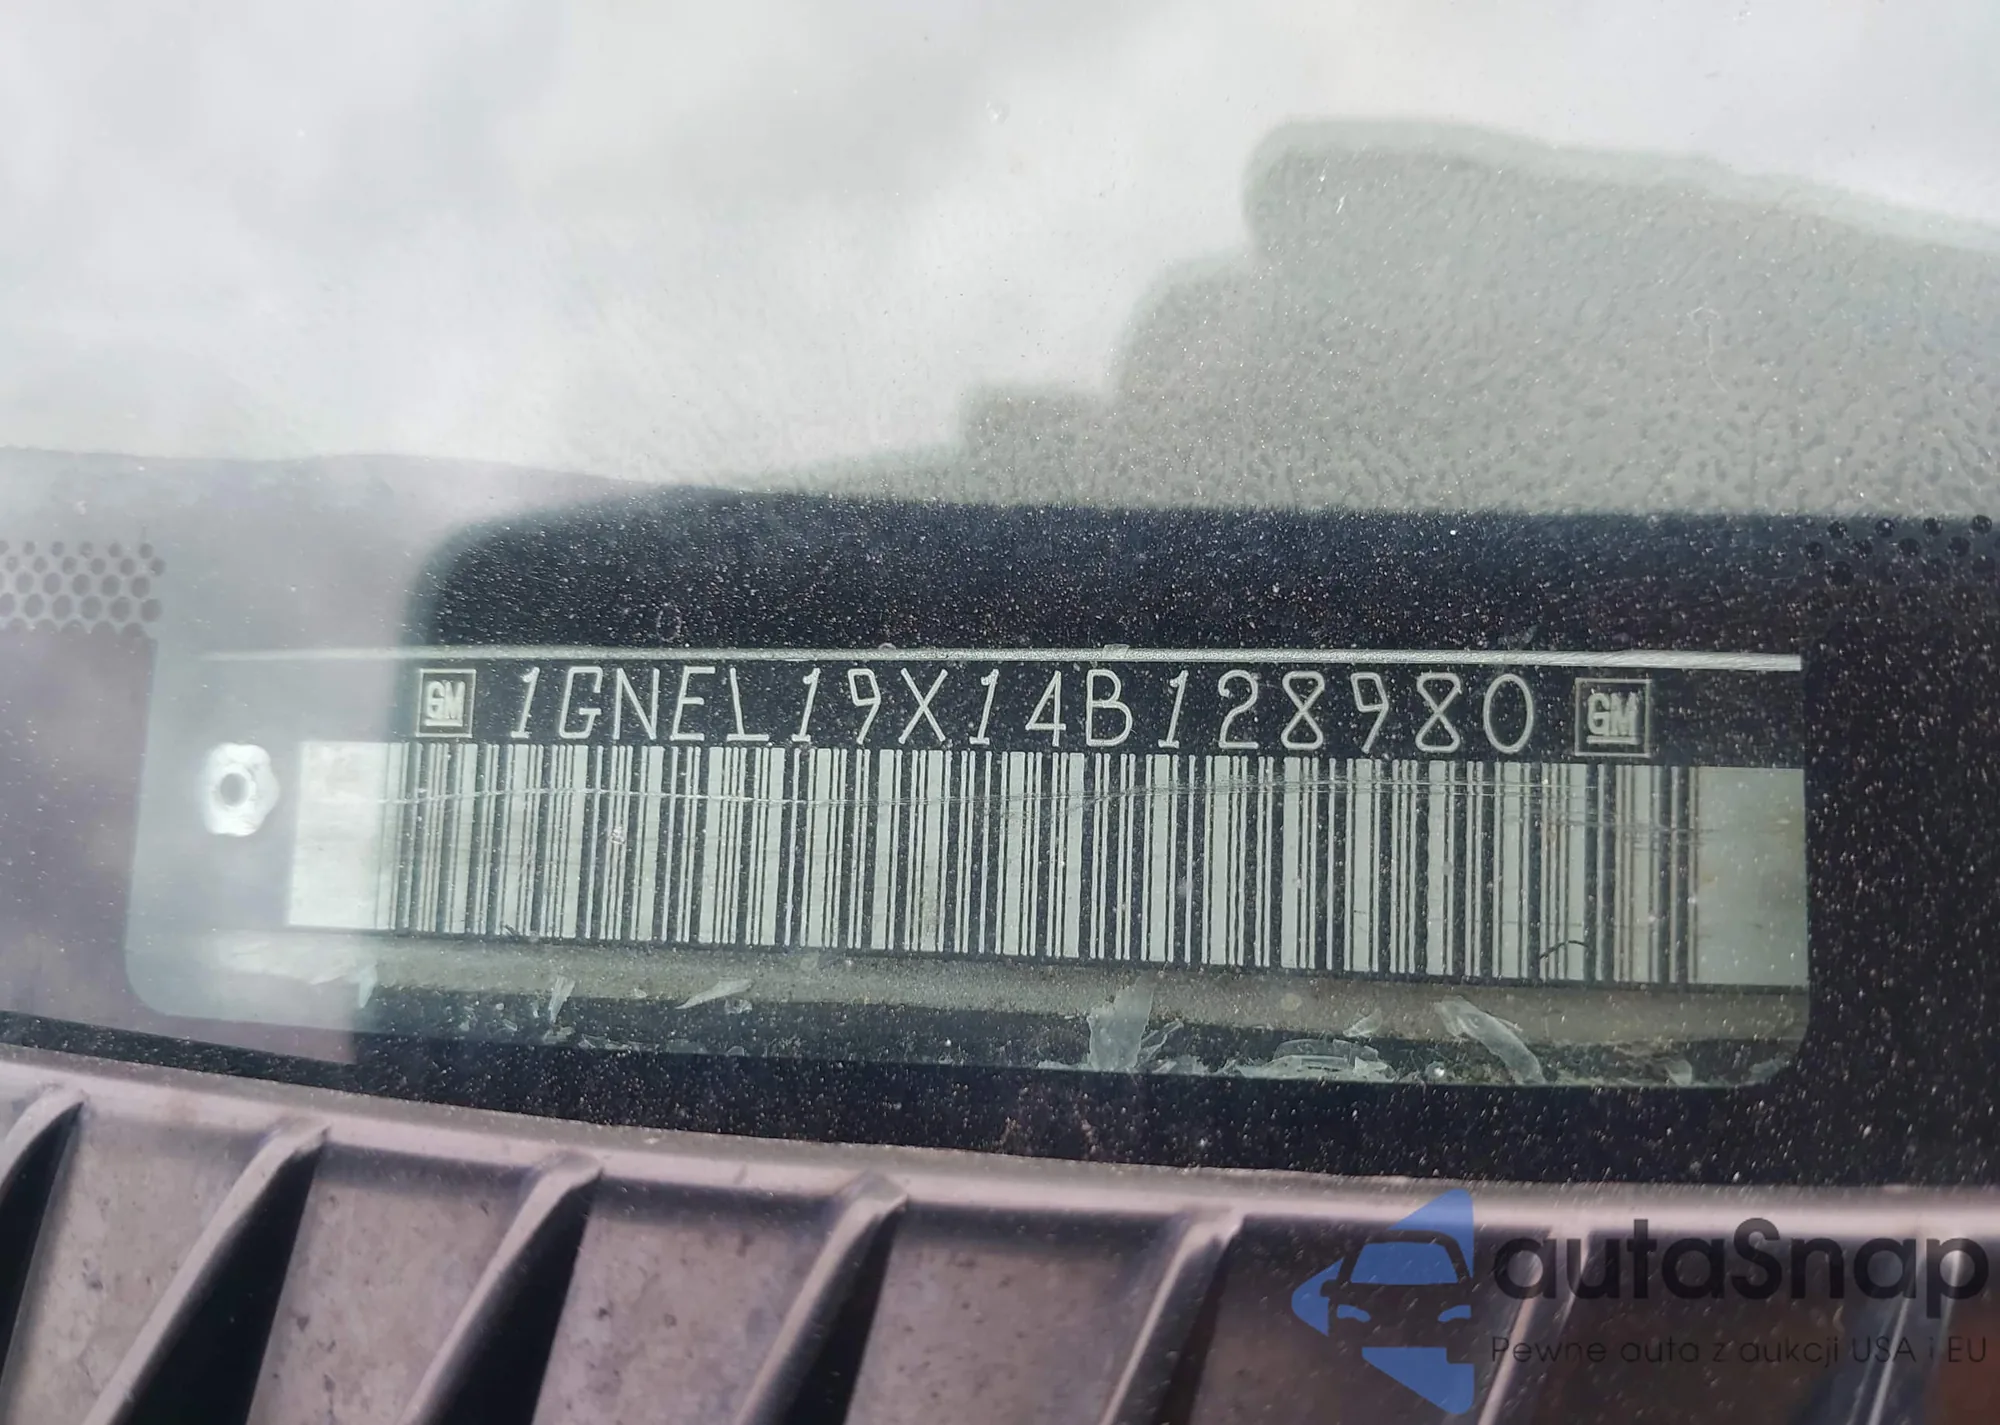 GM 1GNEL19X14B128980 GM
autaSnap
Pewne auta z aukcji USA i EU